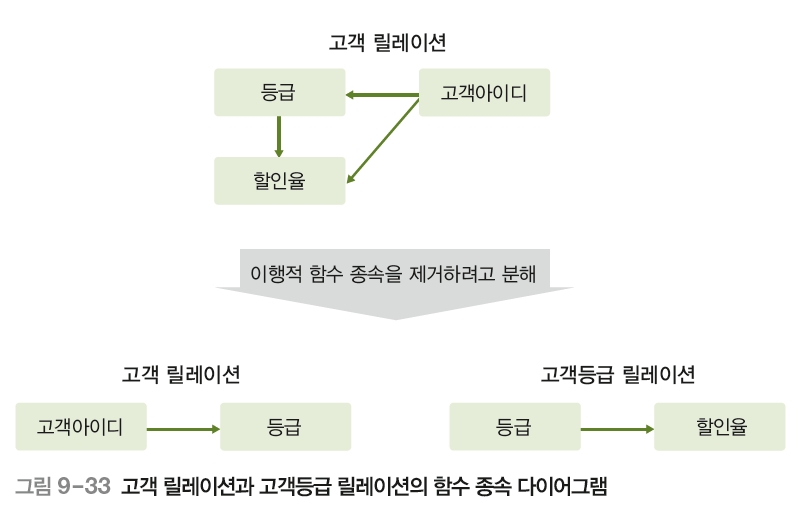 고객 릴레이션
등급
고객아이디
할인율
이행적 함수 종속을 제거하려고 분해
고객 릴레이션
고객등급 릴레이션
고객아이디
등급
등급
할인율
그림 9-33 고객 릴레이션과 고객등급 릴레이션의 함수 종속 다이어그램